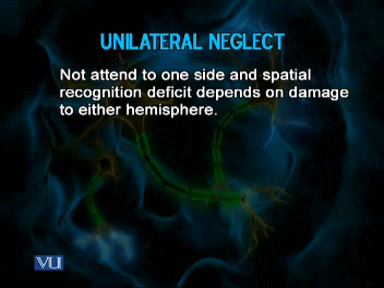 UNILATERAL NEGLECT
Not attend to one side and spatial
recognition deficit depends on damage
to either hemisphere.
VU